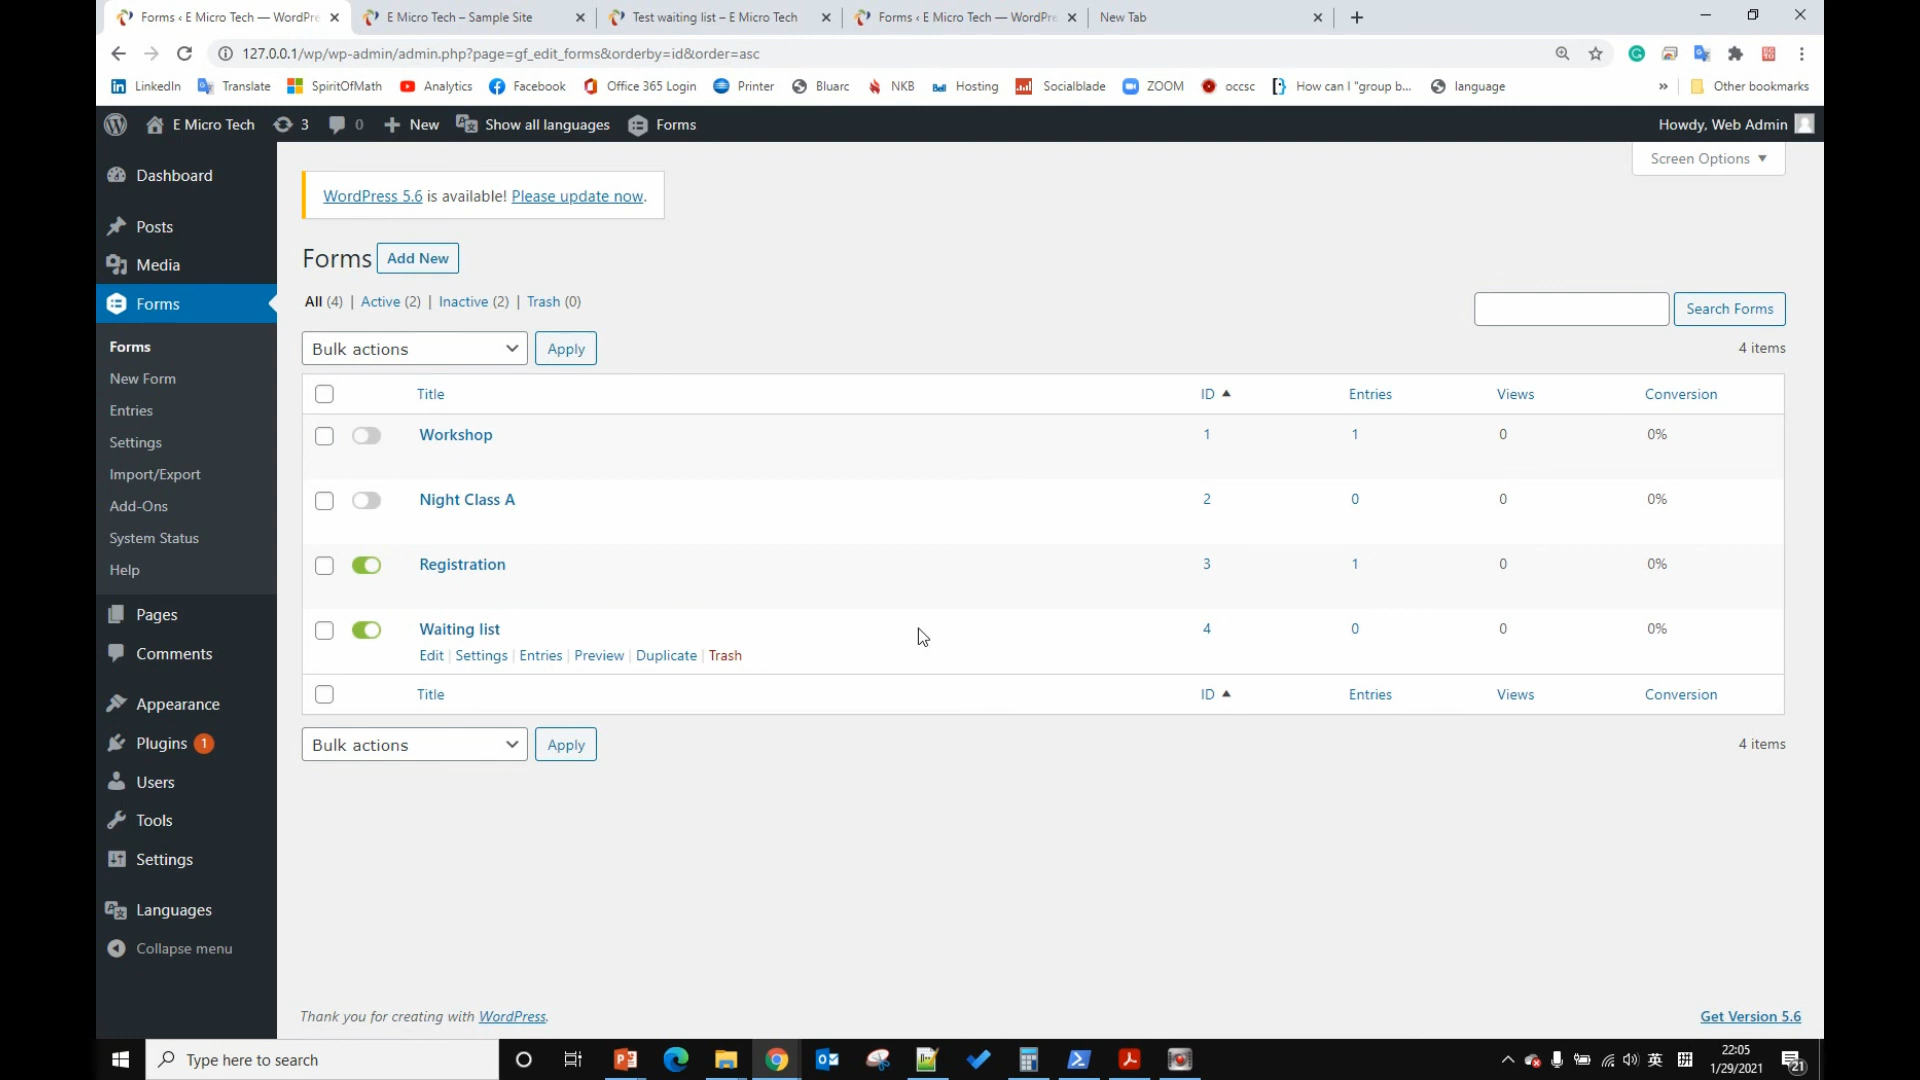 Forms ‹ E Micro Tech — WordPre
E Micro Tech – Sample Site
Test waiting list – E Micro Tech
Forms ‹ E Micro Tech — WordPre
New Tab
127.0.0.1/wp/wp-admin/admin.php?page=gf_edit_forms&orderby=id&order=asc
LinkedIn Translate SpiritOfMath Analytics Facebook Office 365 Login Printer Bluarc NKB Hosting Socialblade ZOOM occsc How can I "group b... language » Other bookmarks
E Micro Tech 3 0 New Show all languages Forms Howdy, Web Admin
Screen Options
Dashboard
Posts
Media
Forms
Forms
New Form
Entries
Settings
Import/Export
Add-Ons
System Status
Help
Pages
Comments
Appearance
Plugins 1
Users
Tools
Settings
Languages
Collapse menu
WordPress 5.6 is available! Please update now.
Forms Add New
All (4) | Active (2) | Inactive (2) | Trash (0)
Search Forms
Bulk actions Apply 4 items
Title ID Entries Views Conversion
Workshop 1 1 0 0%
Night Class A 2 0 0 0%
Registration 3 1 0 0%
Waiting list 4 0 0 0%
Edit | Settings | Entries | Preview | Duplicate | Trash
Title ID Entries Views Conversion
Bulk actions Apply 4 items
Thank you for creating with WordPress.
Get Version 5.6
Type here to search
英
22:05
1/29/2021
21